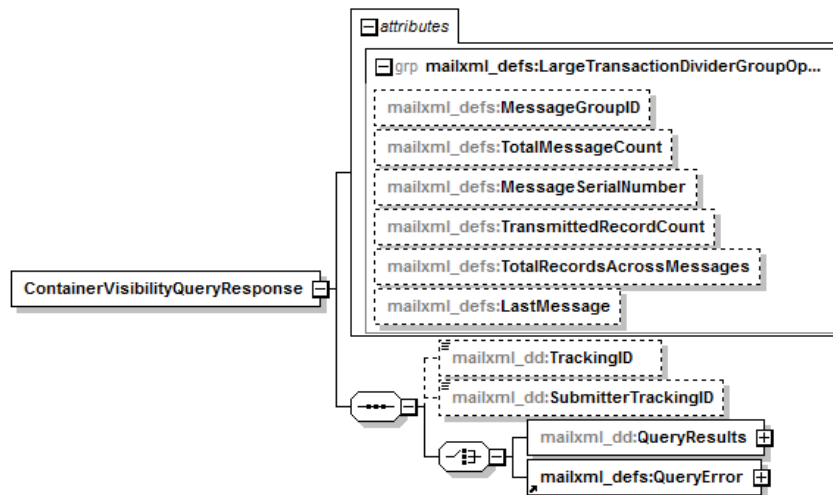 attributes
grp mailxml_defs:LargeTransactionDividerGroupOp...
mailxml_defs:MessageGroupID
mailxml_defs:TotalMessageCount
mailxml_defs:MessageSerialNumber
mailxml_defs:TransmittedRecordCount
mailxml_defs:TotalRecordsAcrossMessages
mailxml_defs:LastMessage
ContainerVisibilityQueryResponse
mailxml_dd:TrackingID
mailxml_dd:SubmitterTrackingID
mailxml_dd:QueryResults
mailxml_defs:QueryError